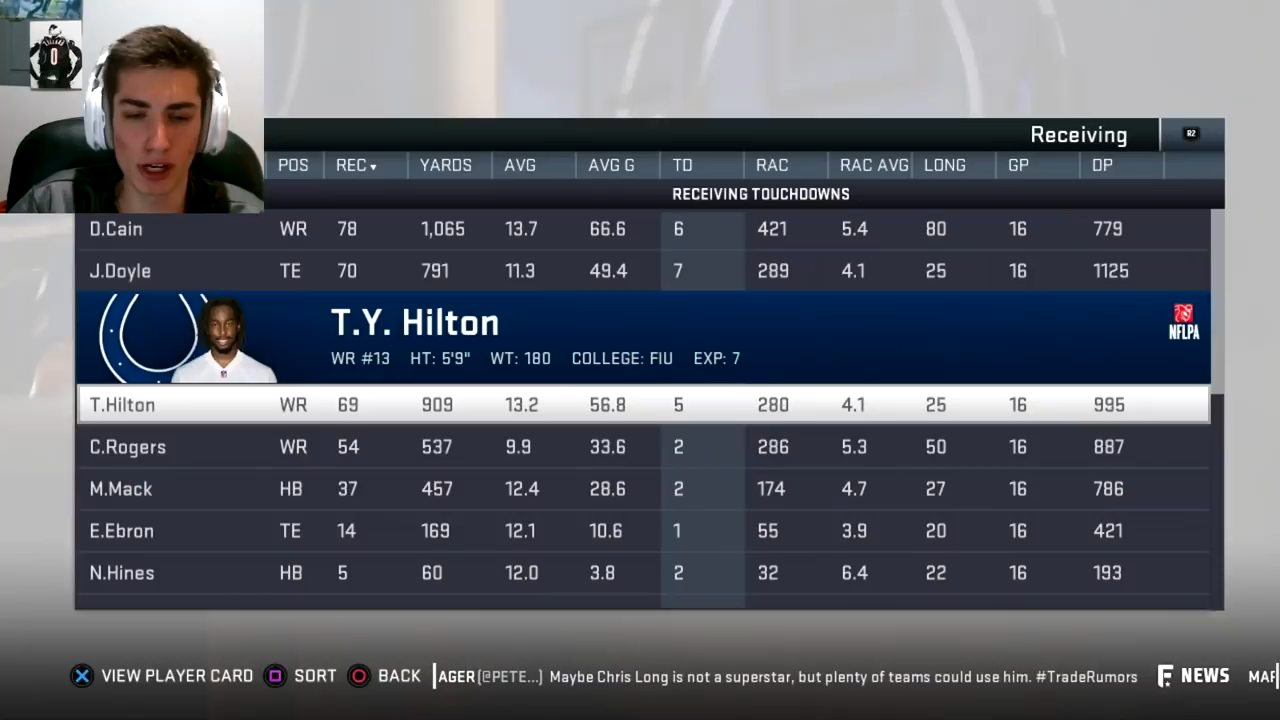 0
Receiving R2
POS REC YARDS AVG AVG G TD RAC RAC AVG LONG GP DP
RECEIVING TOUCHDOWNS
D.Cain WR 78 1,065 13.7 66.6 6 421 5.4 80 16 779
J.Doyle TE 70 791 11.3 49.4 7 289 4.1 25 16 1125
T.Y. Hilton
WR #13 HT: 5'9" WT: 180 COLLEGE: FIU EXP: 7
NFLPA
T.Hilton WR 69 909 13.2 56.8 5 280 4.1 25 16 995
C.Rogers WR 54 537 9.9 33.6 2 286 5.3 50 16 887
M.Mack HB 37 457 12.4 28.6 2 174 4.7 27 16 786
E.Ebron TE 14 169 12.1 10.6 1 55 3.9 20 16 421
N.Hines HB 5 60 12.0 3.8 2 32 6.4 22 16 193
VIEW PLAYER CARD SORT BACK AGER (@PETE...) Maybe Chris Long is not a superstar, but plenty of teams could use him. #TradeRumors F NEWS MAR